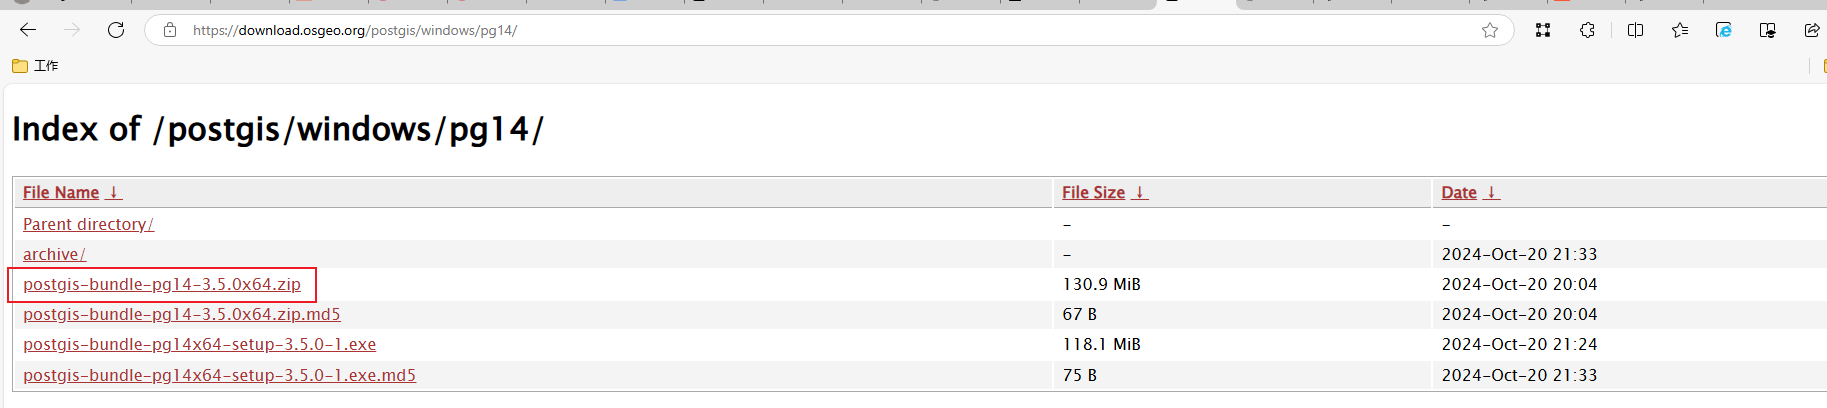 https://download.osgeo.org/postgis/windows/pg14/
工作
Index of /postgis/windows/pg14/
File Name ↓ File Size ↓ Date ↓
Parent directory/ - -
archive/ - 2024-Oct-20 21:33
postgis-bundle-pg14-3.5.0x64.zip 130.9 MiB 2024-Oct-20 20:04
postgis-bundle-pg14-3.5.0x64.zip.md5 67 B 2024-Oct-20 20:04
postgis-bundle-pg14x64-setup-3.5.0-1.exe 118.1 MiB 2024-Oct-20 21:24
postgis-bundle-pg14x64-setup-3.5.0-1.exe.md5 75 B 2024-Oct-20 21:33